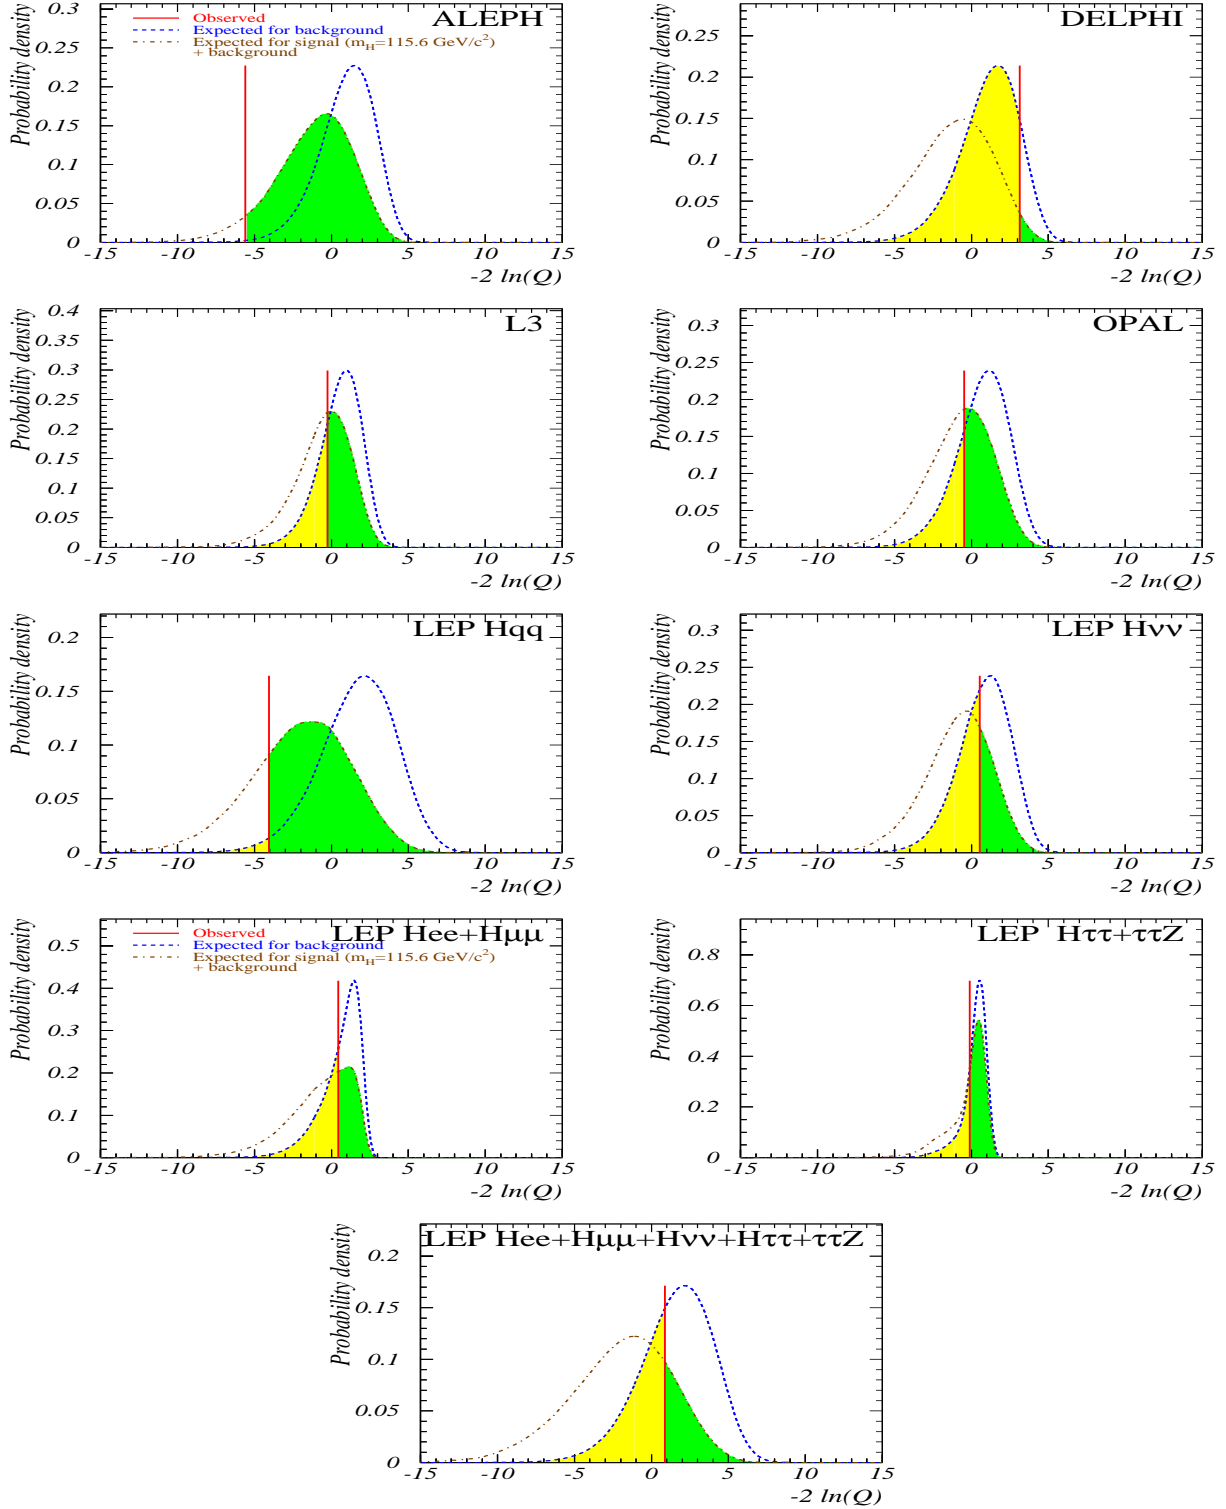 Probability density
0.3
0.25
0.2
0.15
0.1
0.05
0
ALEPH
Observed
Expected for background
Expected for signal (mH=115.6 GeV/c²)
+ background
-15 -10 -5 0 5 10 15
-2 ln(Q)
Probability density
0.25
0.2
0.15
0.1
0.05
0
DELPHI
-15 -10 -5 0 5 10 15
-2 ln(Q)
Probability density
0.4
0.3
0.2
0.1
0
L3
-15 -10 -5 0 5 10 15
-2 ln(Q)
Probability density
0.3
0.25
0.2
0.15
0.1
0.05
0
OPAL
-15 -10 -5 0 5 10 15
-2 ln(Q)
Probability density
0.2
0.15
0.1
0.05
0
LEP Hqq
-15 -10 -5 0 5 10 15
-2 ln(Q)
Probability density
0.3
0.25
0.2
0.15
0.1
0.05
0
LEP Hνν
-15 -10 -5 0 5 10 15
-2 ln(Q)
Probability density
0.5
0.4
0.3
0.2
0.1
0
LEP Hee+Hμμ
Observed
Expected for background
Expected for signal (mH=115.6 GeV/c²)
+ background
-15 -10 -5 0 5 10 15
-2 ln(Q)
Probability density
0.8
0.6
0.4
0.2
0
LEP Hττ+ττZ
-15 -10 -5 0 5 10 15
-2 ln(Q)
Probability density
0.2
0.15
0.1
0.05
0
LEP Hee+Hμμ+Hνν+Hττ+ττZ
-15 -10 -5 0 5 10 15
-2 ln(Q)